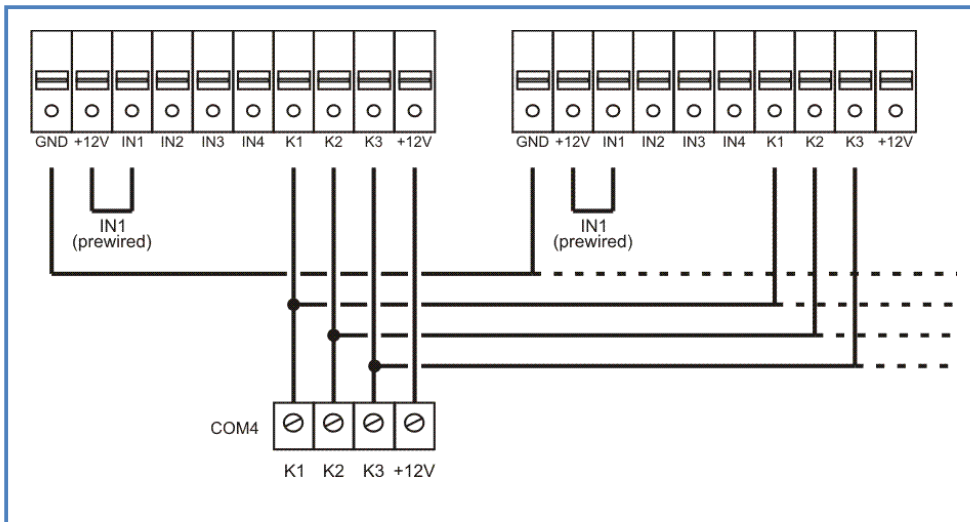 GND +12V IN1 IN2 IN3 IN4 K1 K2 K3 +12V
GND +12V IN1 IN2 IN3 IN4 K1 K2 K3 +12V
IN1
(prewired)
IN1
(prewired)
COM4
K1 K2 K3 +12V